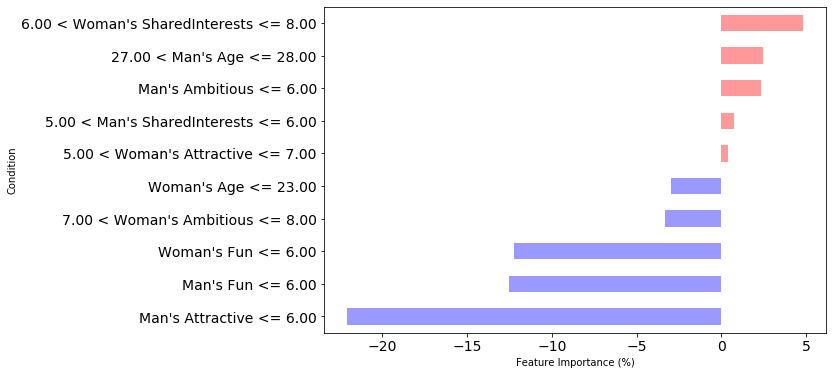 6.00 < Woman's SharedInterests <= 8.00
27.00 < Man's Age <= 28.00
Man's Ambitious <= 6.00
5.00 < Man's SharedInterests <= 6.00
5.00 < Woman's Attractive <= 7.00
Woman's Age <= 23.00
7.00 < Woman's Ambitious <= 8.00
Woman's Fun <= 6.00
Man's Fun <= 6.00
Man's Attractive <= 6.00
Condition
−20 −15 −10 −5 0 5
Feature Importance (%)